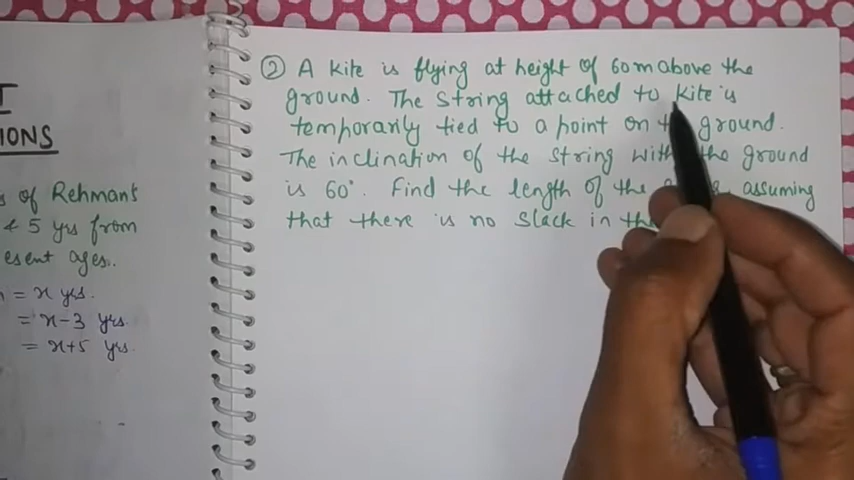 T
IONS
s of Rehman's
& 5 yrs from
esent ages.
= x yrs.
= x-3 yrs.
= x+5 yrs.
② A kite is flying at height of 60m above the
ground. The string attached to kite is
temporarily tied to a point on ground.
The inclination of the string with the ground
is 60°. Find the length of the assuming
that there is no slack in